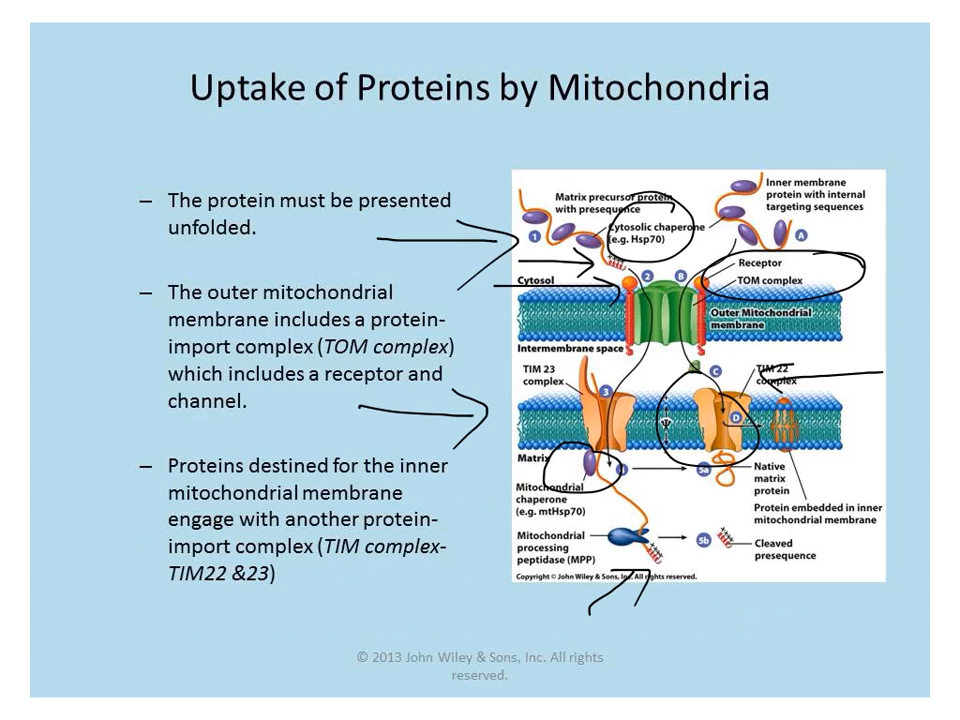 Uptake of Proteins by Mitochondria
– The protein must be presented
unfolded.
– The outer mitochondrial
membrane includes a protein-
import complex (TOM complex)
which includes a receptor and
channel.
– Proteins destined for the inner
mitochondrial membrane
engage with another protein-
import complex (TIM complex-
TIM22 &23)
Matrix precursor protein
with presequence
Cytosolic chaperone
(e.g. Hsp70)
Inner membrane
protein with internal
targeting sequences
1
A
++++
2
B
Receptor
TOM complex
Cytosol
Outer Mitochondrial
membrane
Intermembrane space
TIM 23
complex
C
TIM 22
complex
3
D
Ψ
Matrix
5a
Mitochondrial
chaperone
(e.g. mtHsp70)
Native
matrix
protein
Protein embedded in inner
mitochondrial membrane
Mitochondrial
processing
peptidase (MPP)
5b
Cleaved
presequence
Copyright © John Wiley & Sons, Inc. All rights reserved.
© 2013 John Wiley & Sons, Inc. All rights
reserved.